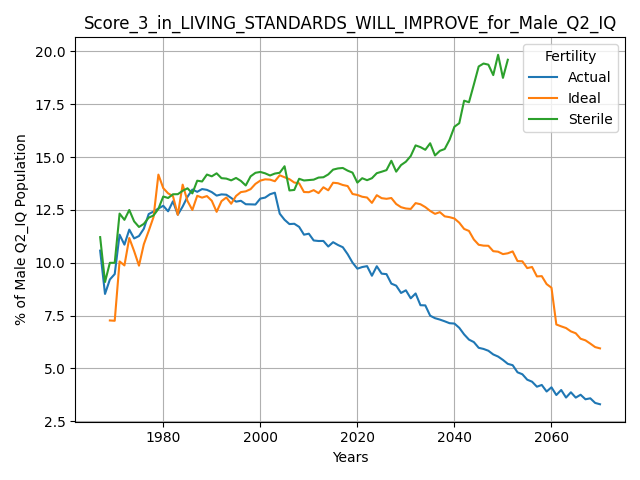 Score_3_in_LIVING_STANDARDS_WILL_IMPROVE_for_Male_Q2_IQ
Fertility
Actual
Ideal
Sterile
% of Male Q2_IQ Population
20.0
17.5
15.0
12.5
10.0
7.5
5.0
2.5
1980
2000
2020
2040
2060
Years